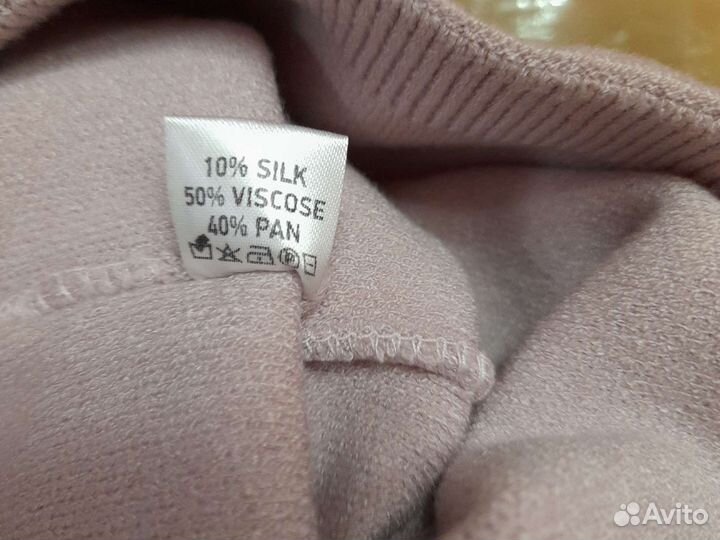 10% SILK
50% VISCOSE
40% PAN
Avito